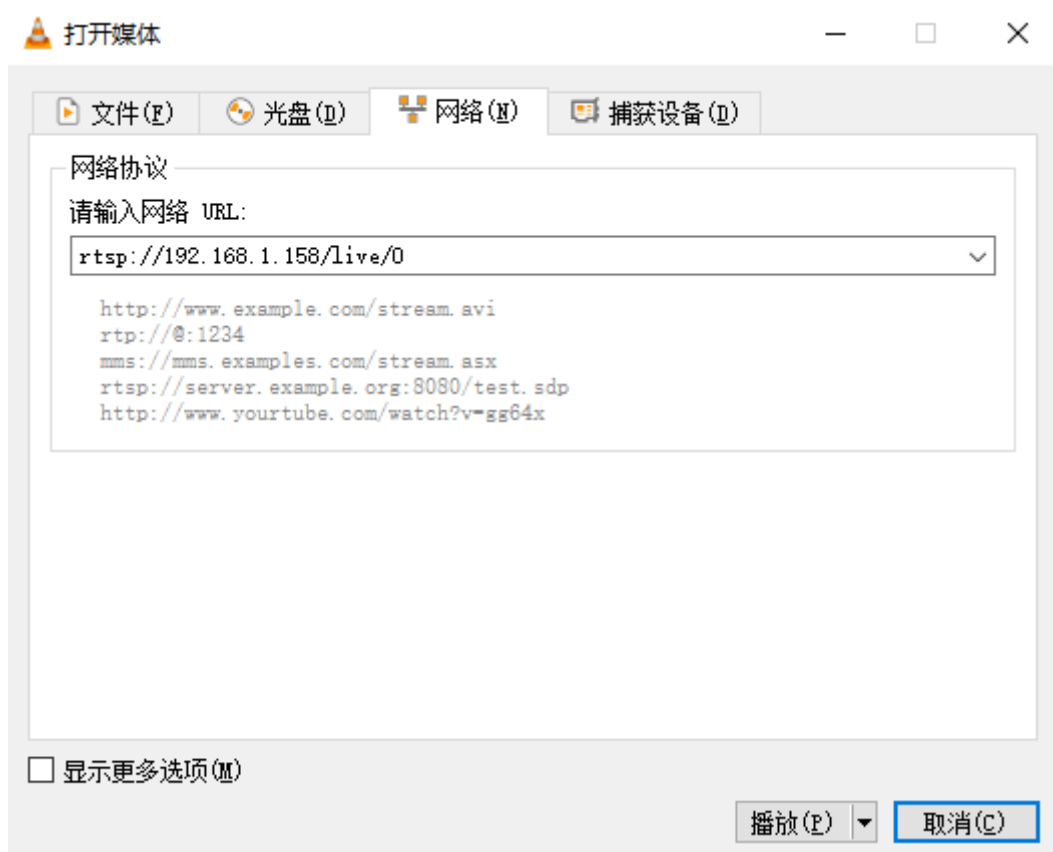 打开媒体
文件(F) 光盘(D) 网络(N) 捕获设备(D)
网络协议
请输入网络 URL:
rtsp://192.168.1.158/live/0
http://www.example.com/stream.avi
rtp://@:1234
mms://mms.examples.com/stream.asx
rtsp://server.example.org:8080/test.sdp
http://www.yourtube.com/watch?v=gg64x
显示更多选项(M)
播放(P) 取消(C)